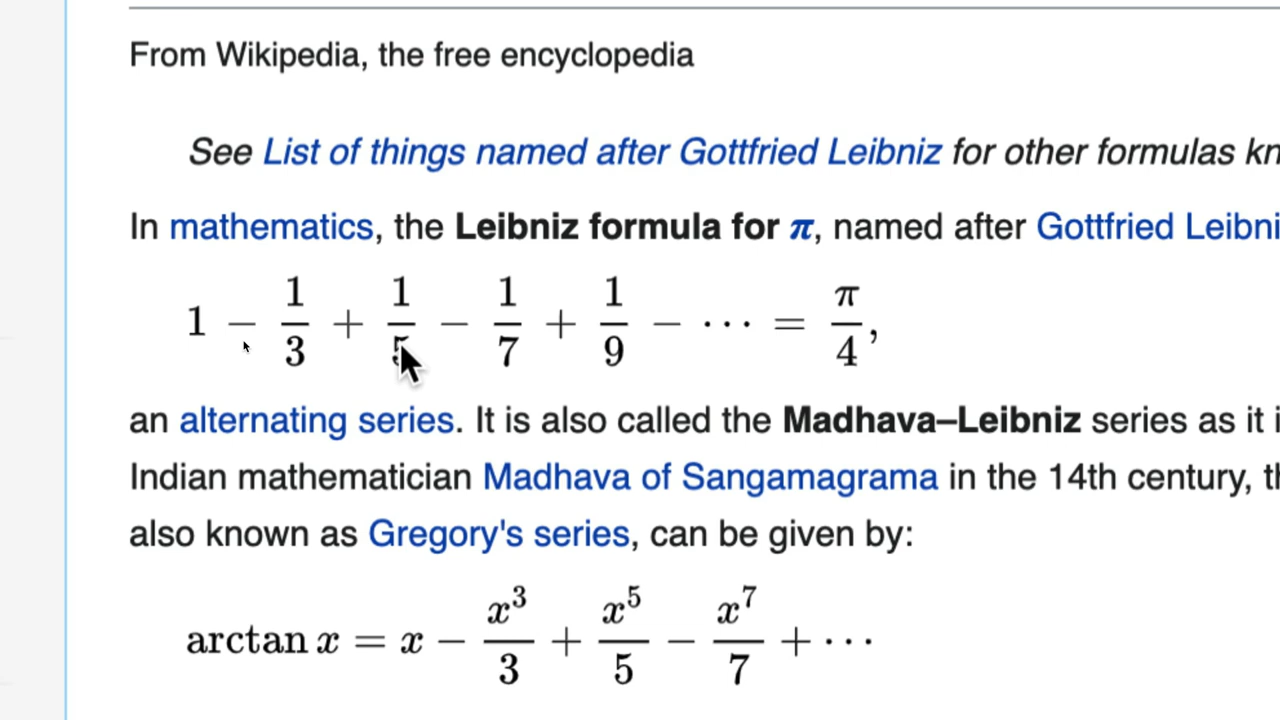 From Wikipedia, the free encyclopedia
See List of things named after Gottfried Leibniz for other formulas kn
In mathematics, the Leibniz formula for π, named after Gottfried Leibni
1 − 1/3 + 1/5 − 1/7 + 1/9 − ⋯ = π/4,
an alternating series. It is also called the Madhava–Leibniz series as it i
Indian mathematician Madhava of Sangamagrama in the 14th century, th
also known as Gregory's series, can be given by:
arctan x = x − x³/3 + x⁵/5 − x⁷/7 + ⋯